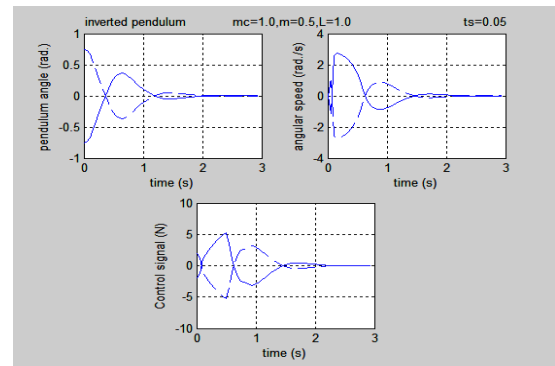 inverted pendulum mc=1.0,m=0.5,L=1.0 ts=0.05
pendulum angle (rad.)
1
0.5
0
-0.5
-1
0 1 2 3
time (s)
angular speed (rad./s)
4
2
0
-2
-4
0 1 2 3
time (s)
Control signal (N)
10
5
0
-5
-10
0 1 2 3
time (s)